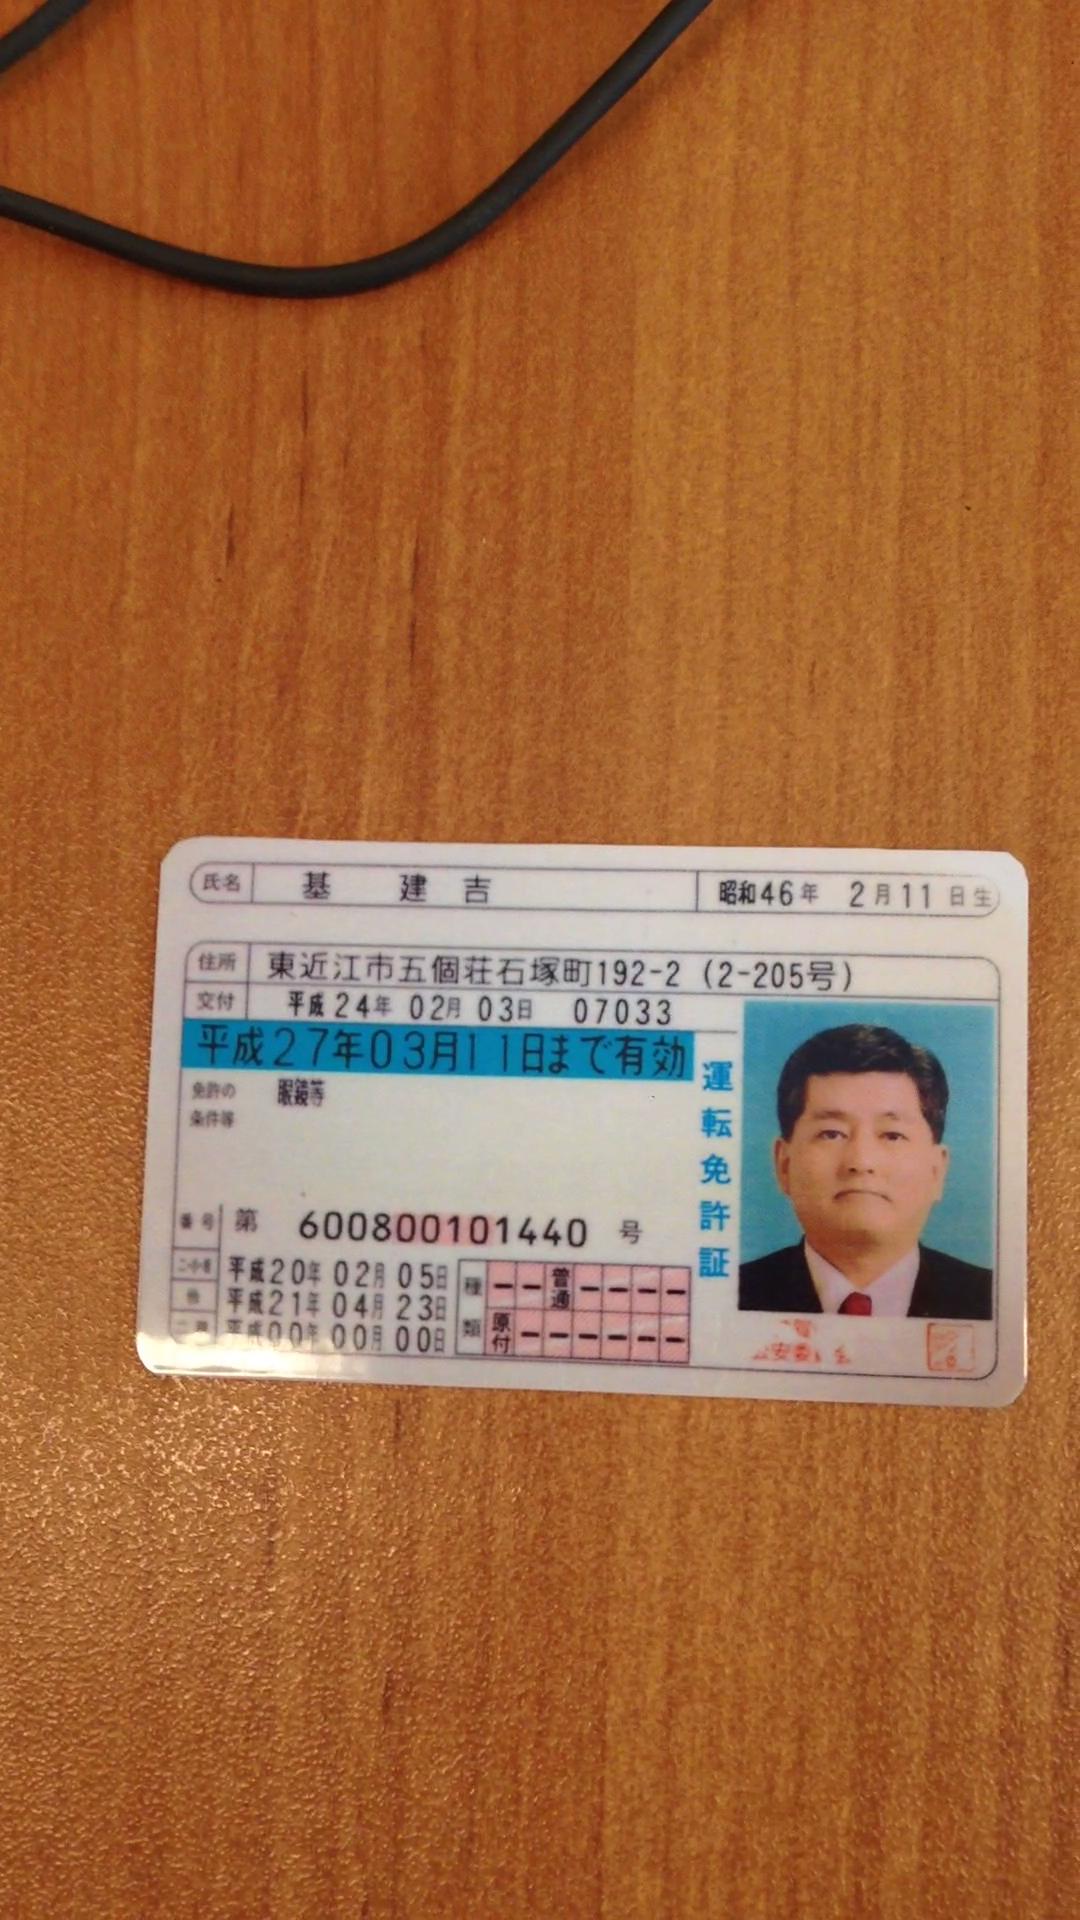 氏名 基 建吉 昭和46年 2月11日生
住所 東近江市五個荘石塚町192-2 (2-205号)
交付 平成24年 02月 03日 07033
平成27年03月11日まで有効
免許の 眼鏡等
条件等
運転免許証
番号 第 600800101440 号
二・小・原 平成20年 02月 05日
他 平成21年 04月 23日
二種 平成00年 00月 00日
種類 普通
原付